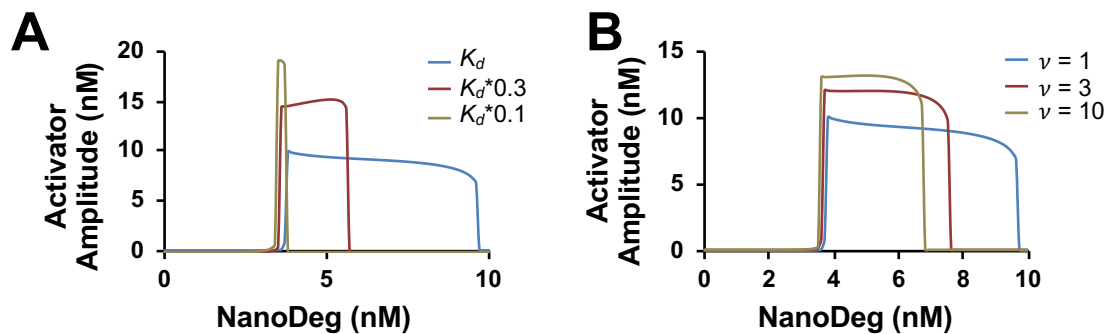 A
Activator
Amplitude (nM)
20
15
10
5
0
0
5
10
NanoDeg (nM)
K_d
K_d*0.3
K_d*0.1
B
Activator
Amplitude (nM)
15
10
5
0
0
2
4
6
8
10
NanoDeg (nM)
ν = 1
ν = 3
ν = 10